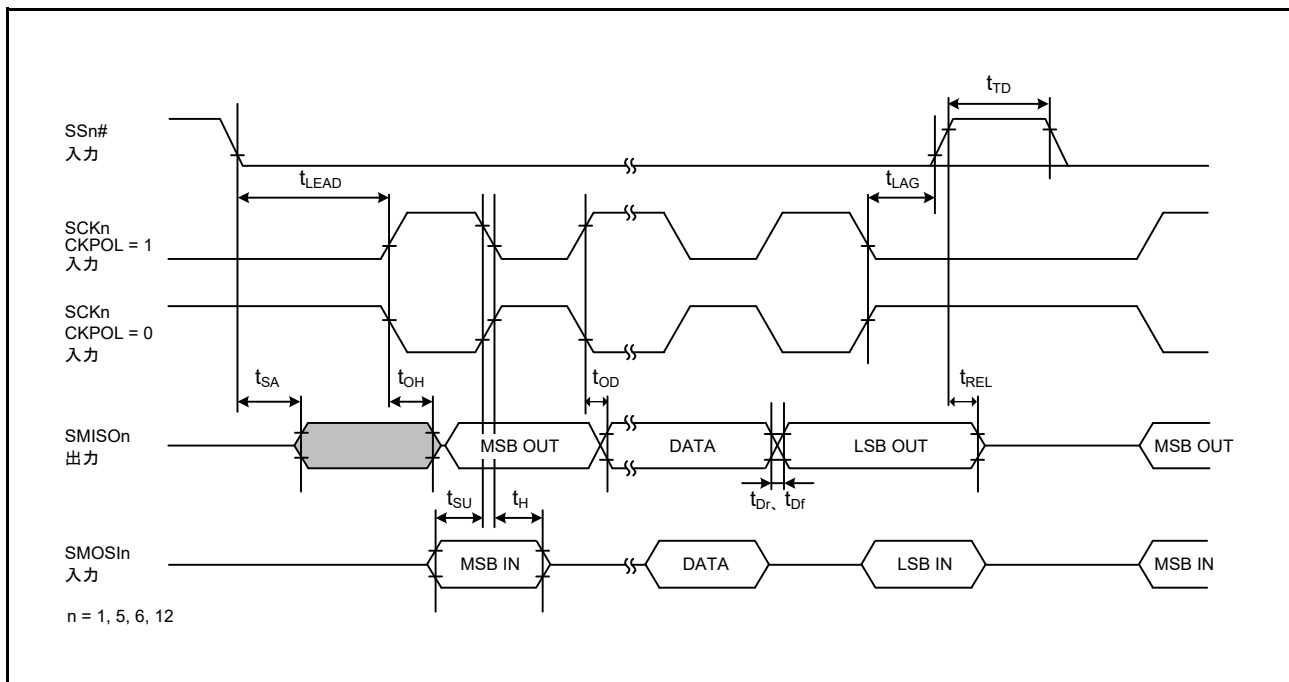 SSn#
入力
tTD
tLEAD
tLAG
SCKn
CKPOL = 1
入力
SCKn
CKPOL = 0
入力
tSA
tOH
tOD
tREL
SMISOn
出力
MSB OUT
DATA
LSB OUT
MSB OUT
tSU
tH
tDr、tDf
SMOSIn
入力
MSB IN
DATA
LSB IN
MSB IN
n = 1, 5, 6, 12